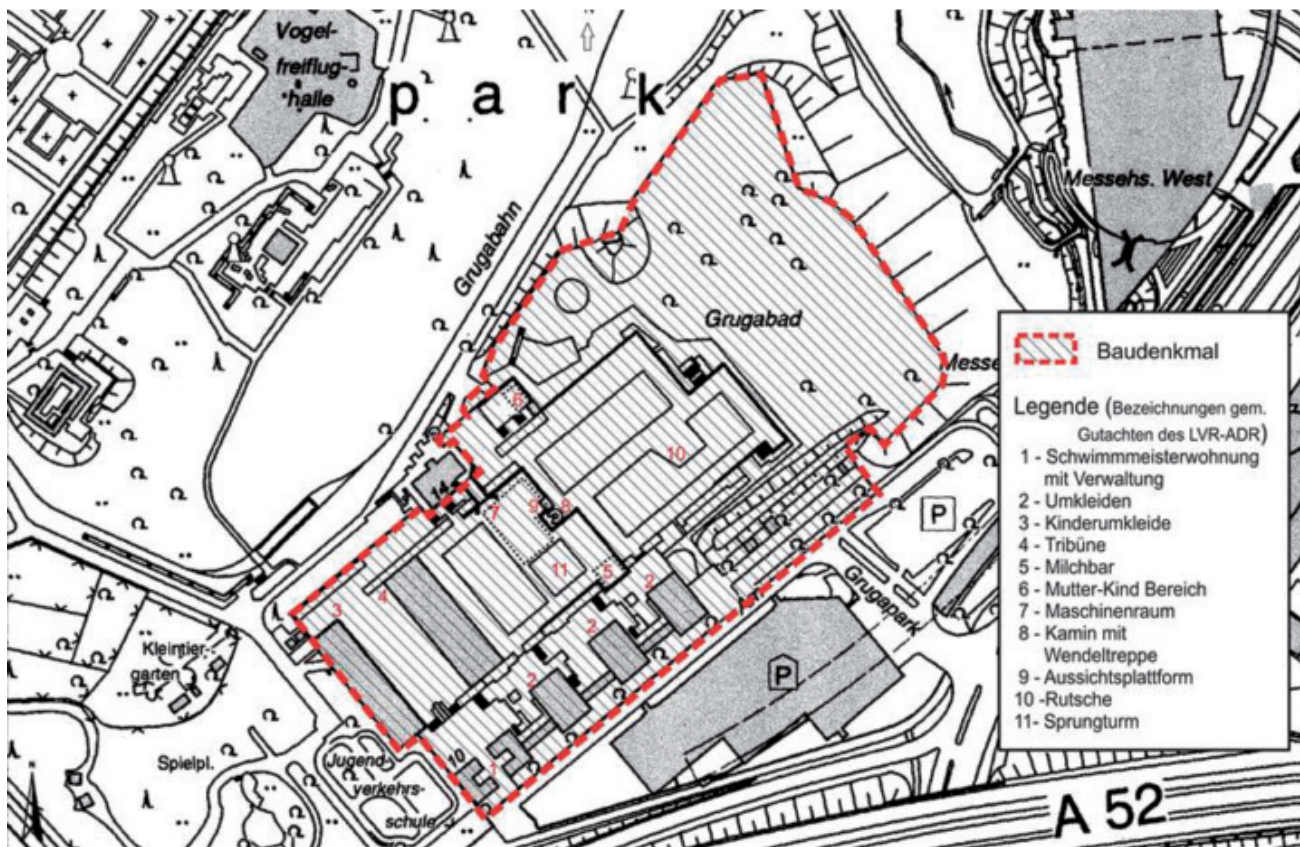 Vogel-
freiflug-
halle
park
Grugabahn
Messehs. West
Grugabad
6
10
14
7
9
8
11
5
2
2
2
3
4
10
1
P
P
Grugapark
Kleintier-
garten
Spielpl.
Jugend-
verkehrs-
schule
A 52
Baudenkmal
Legende (Bezeichnungen gem.
Gutachten des LVR-ADR)
1 - Schwimmmeisterwohnung
mit Verwaltung
2 - Umkleiden
3 - Kinderumkleide
4 - Tribüne
5 - Milchbar
6 - Mutter-Kind Bereich
7 - Maschinenraum
8 - Kamin mit
Wendeltreppe
9 - Aussichtsplattform
10 -Rutsche
11- Sprungturm